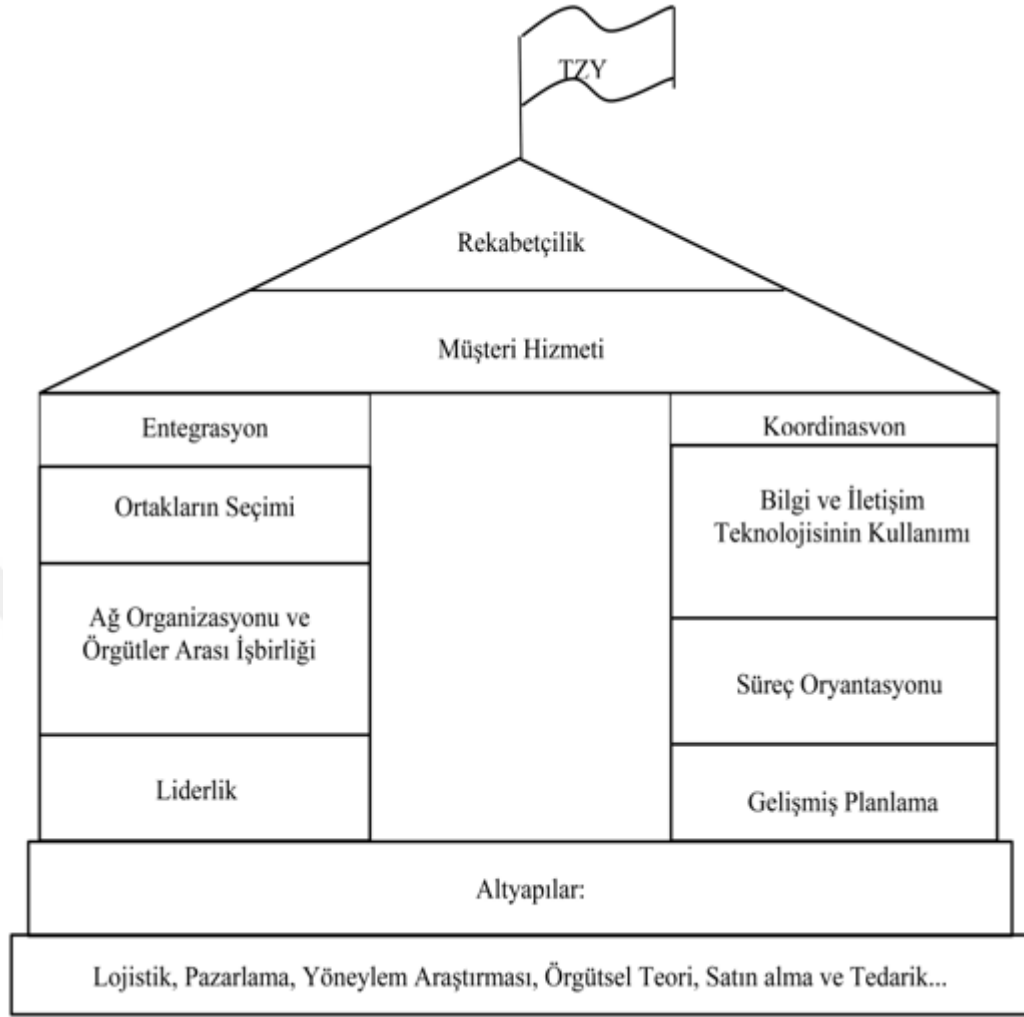 TZY
Rekabetçilik
Müşteri Hizmeti
Entegrasyon
Ortakların Seçimi
Ağ Organizasyonu ve
Örgütler Arası İşbirliği
Liderlik
Koordinasvon
Bilgi ve İletişim
Teknolojisinin Kullanımı
Süreç Oryantasyonu
Gelişmiş Planlama
Altyapılar:
Lojistik, Pazarlama, Yöneylem Araştırması, Örgütsel Teori, Satın alma ve Tedarik...